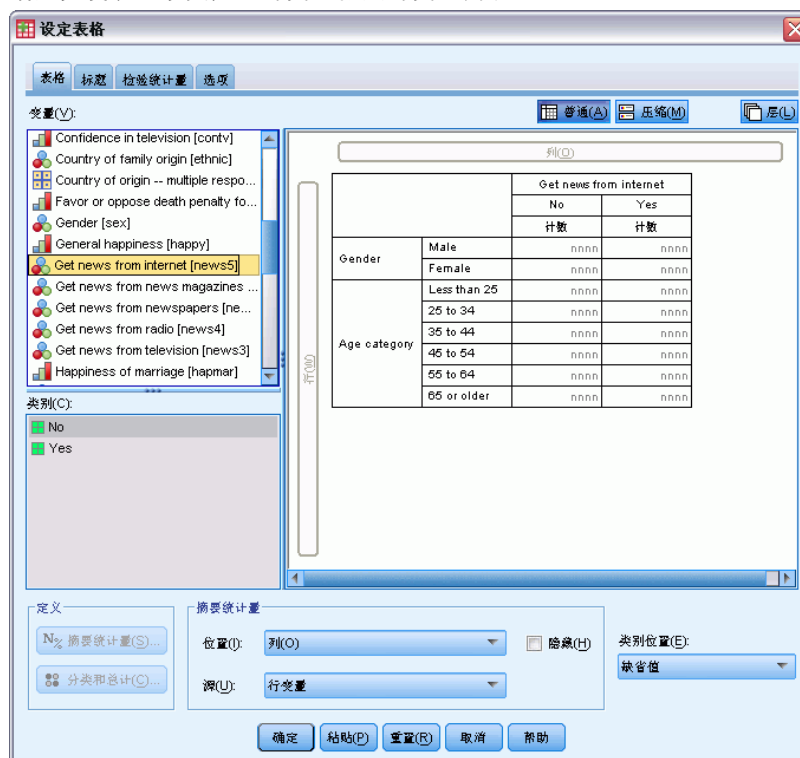 设定表格
表格 标题 检验统计量 选项
变量(V):
普通(A) 压缩(M) 层(L)
Confidence in television [contv]
Country of family origin [ethnic]
Country of origin -- multiple respo...
Favor or oppose death penalty fo...
Gender [sex]
General happiness [happy]
Get news from internet [news5]
Get news from news magazines ...
Get news from newspapers [ne...
Get news from radio [news4]
Get news from television [news3]
Happiness of marriage [hapmar]
类别(C):
No
Yes
列(O)
行(W)
Get news from internet
No Yes
计数 计数
Gender Male nnnn nnnn
Female nnnn nnnn
Age category Less than 25 nnnn nnnn
25 to 34 nnnn nnnn
35 to 44 nnnn nnnn
45 to 54 nnnn nnnn
55 to 64 nnnn nnnn
65 or older nnnn nnnn
定义
N% 摘要统计量(S)...
分类和总计(C)...
摘要统计量
位置(I): 列(O) 隐藏(H)
源(U): 行变量
类别位置(E):
缺省值
确定 粘贴(P) 重置(R) 取消 帮助